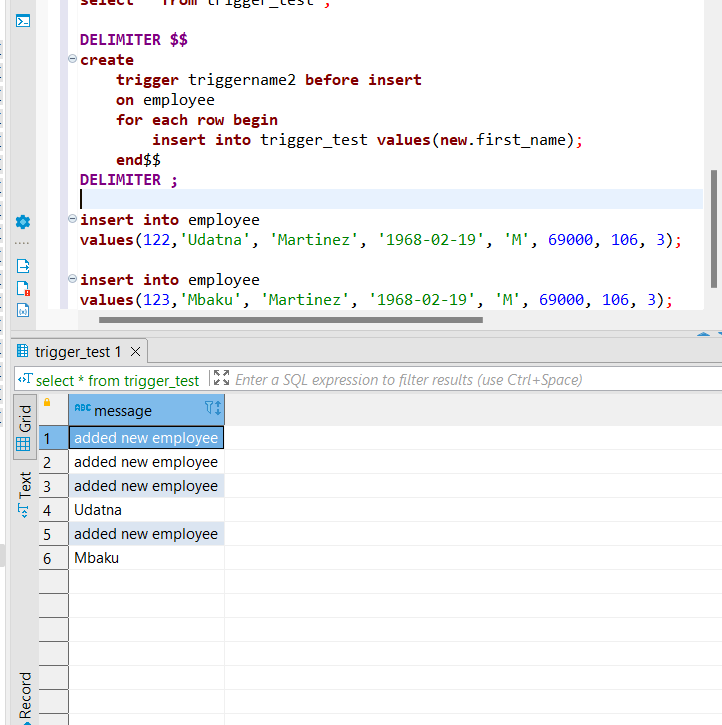 select * from trigger_test ;
DELIMITER $$
create
trigger triggername2 before insert
on employee
for each row begin
insert into trigger_test values(new.first_name);
end$$
DELIMITER ;
insert into employee
values(122,'Udatna', 'Martinez', '1968-02-19', 'M', 69000, 106, 3);
insert into employee
values(123,'Mbaku', 'Martinez', '1968-02-19', 'M', 69000, 106, 3);
trigger_test 1
select * from trigger_test
Enter a SQL expression to filter results (use Ctrl+Space)
Grid
Text
Record
ABC message
1 added new employee
2 added new employee
3 added new employee
4 Udatna
5 added new employee
6 Mbaku